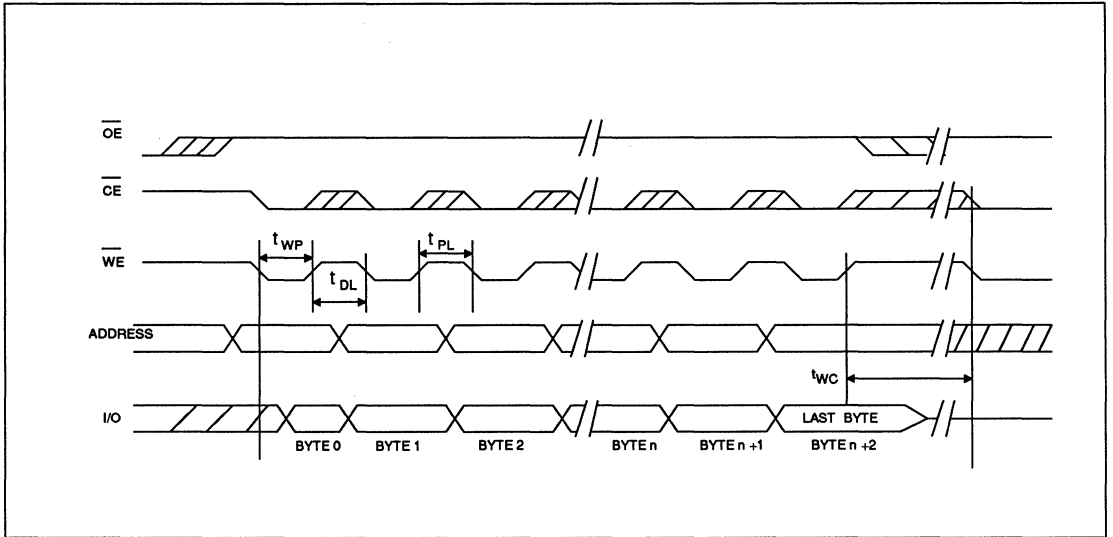 OE
CE
WE
t WP
t PL
t DL
ADDRESS
tWC
I/O
LAST BYTE
BYTE 0
BYTE 1
BYTE 2
BYTE n
BYTE n +1
BYTE n +2